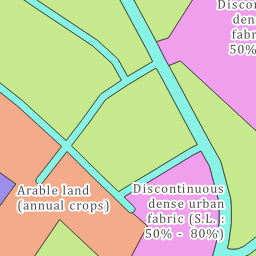 Discon
dens
fabr
50%
Arable land
(annual crops)
Discontinuous
dense urban
fabric (S.L. :
50% - 80%)